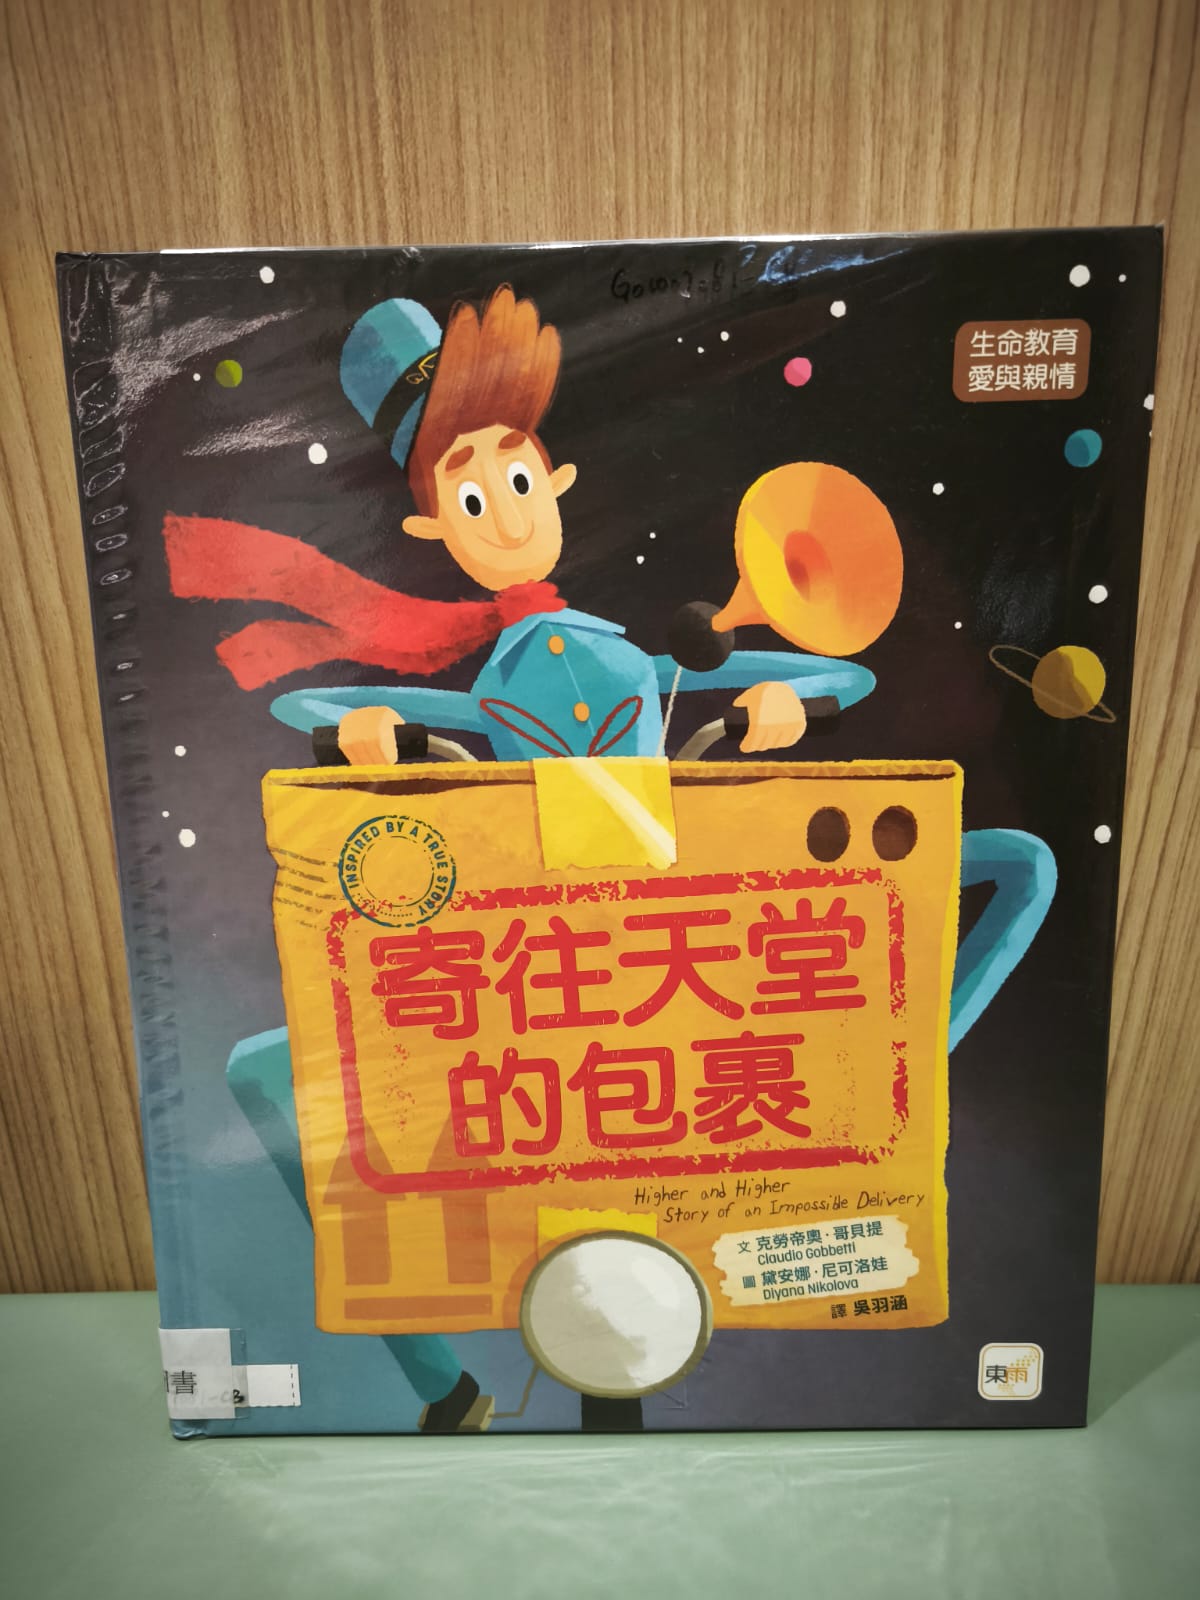 生命教育
愛與親情
INSPIRED BY A TRUE STORY
寄往天堂
的包裹
Higher and Higher
Story of an Impossible Delivery
文 克勞帝奧·哥貝提
Claudio Gobbetti
圖 黛安娜·尼可洛娃
Diyana Nikolova
譯 吳羽涵
書
東雨